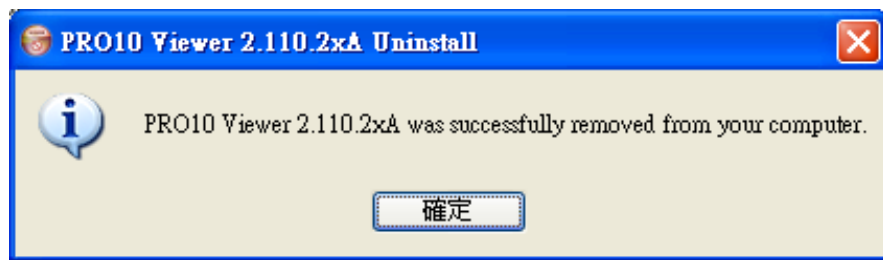 PRO10 Viewer 2.110.2xA Uninstall
PRO10 Viewer 2.110.2xA was successfully removed from your computer.
確定